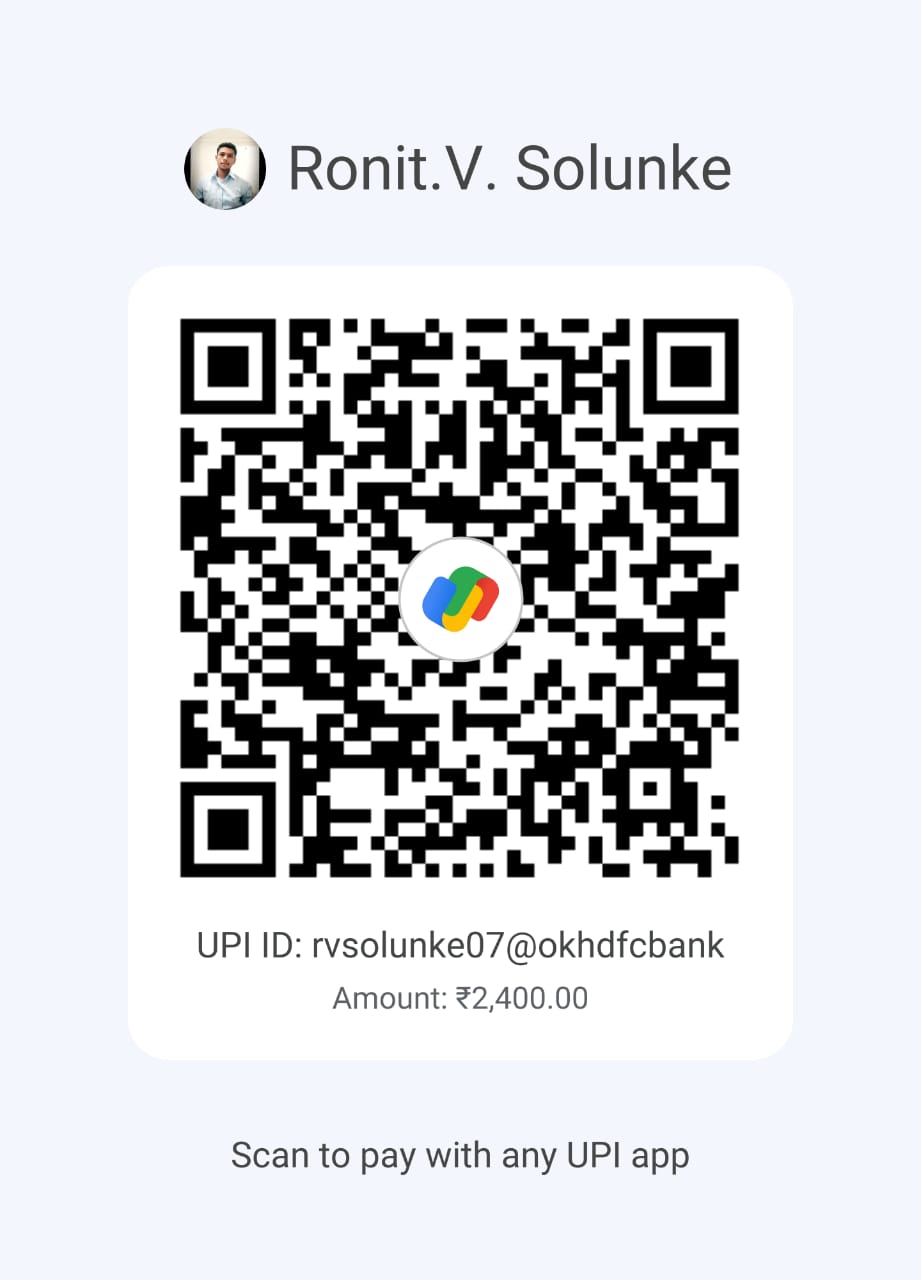 Ronit.V. Solunke
UPI ID: rvsolunke07@okhdfcbank
Amount: ₹2,400.00
Scan to pay with any UPI app